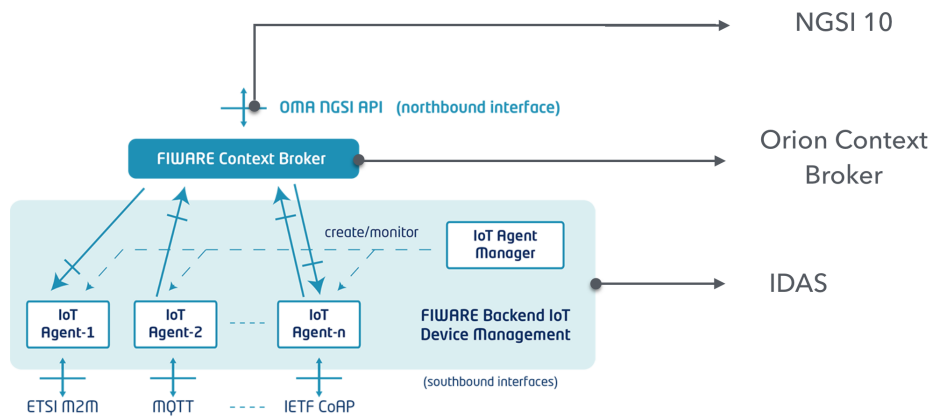 NGSI 10
OMA NGSI API (northbound interface)
FIWARE Context Broker
Orion Context
Broker
create/monitor
IoT Agent
Manager
IDAS
IoT
Agent-1
IoT
Agent-2
IoT
Agent-n
FIWARE Backend IoT
Device Management
(southbound interfaces)
ETSI M2M
MQTT
IETF CoAP